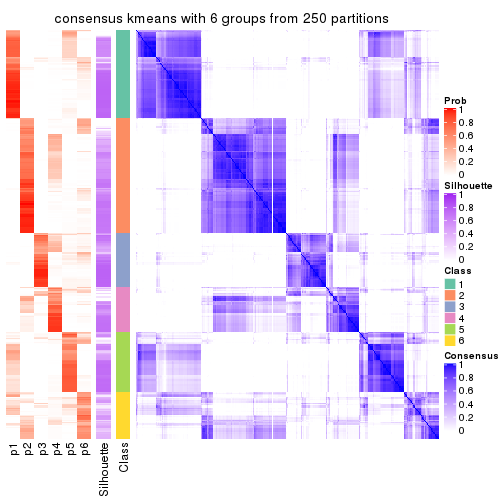 consensus kmeans with 6 groups from 250 partitions
Prob
1
0.8
0.6
0.4
0.2
0
Silhouette
1
0.8
0.6
0.4
0.2
0
Class
1
2
3
4
5
6
Consensus
1
0.8
0.6
0.4
0.2
0
p1
p2
p3
p4
p5
p6
Silhouette
Class